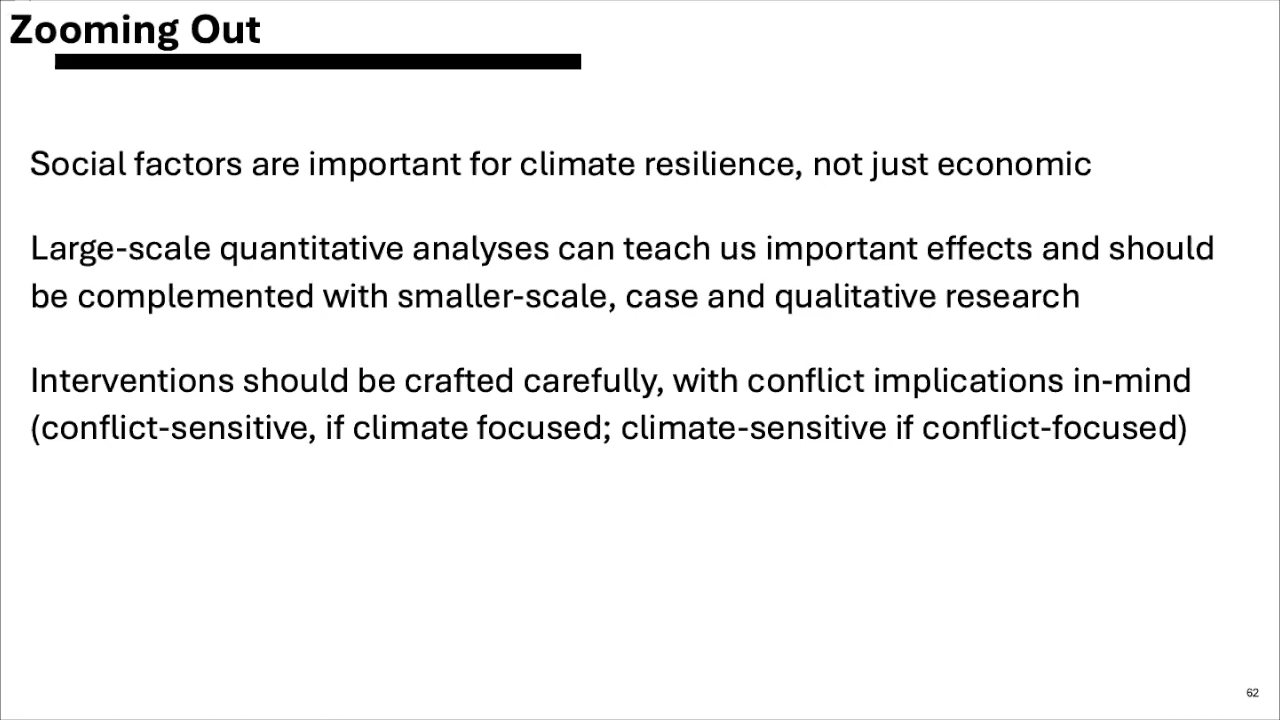 Zooming Out
Social factors are important for climate resilience, not just economic
Large-scale quantitative analyses can teach us important effects and should
be complemented with smaller-scale, case and qualitative research
Interventions should be crafted carefully, with conflict implications in-mind
(conflict-sensitive, if climate focused; climate-sensitive if conflict-focused)
62